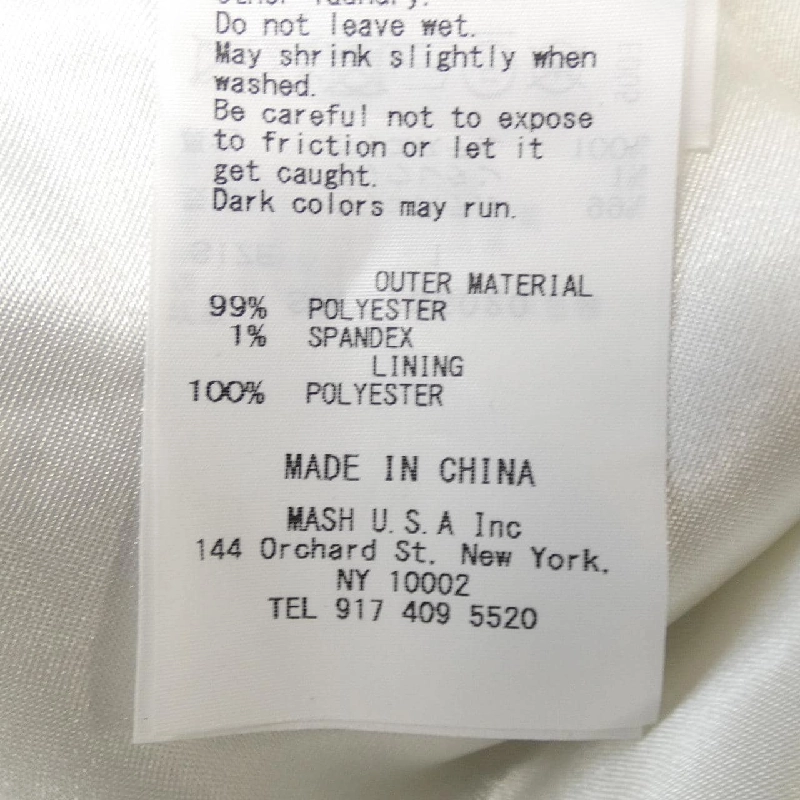 laundry.
Do not leave wet.
May shrink slightly when
washed.
Be careful not to expose
to friction or let it
get caught.
Dark colors may run.
OUTER MATERIAL
99% POLYESTER
1% SPANDEX
LINING
100% POLYESTER
MADE IN CHINA
MASH U.S.A Inc
144 Orchard St. New York.
NY 10002
TEL 917 409 5520